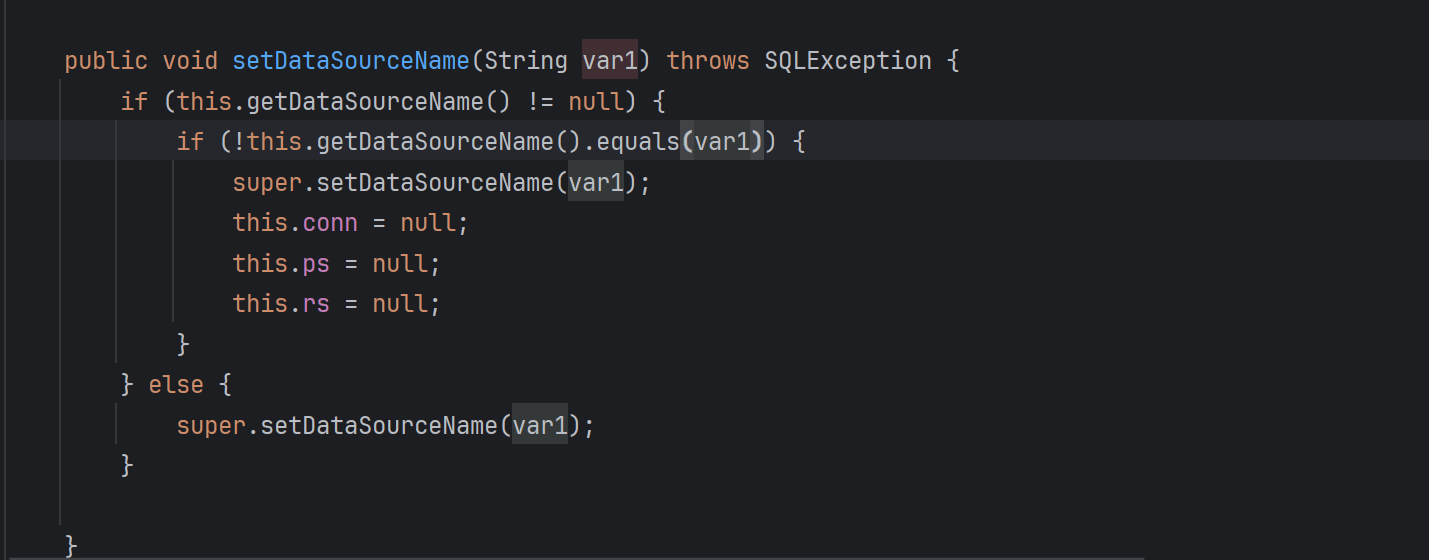 public void setDataSourceName(String var1) throws SQLException {
    if (this.getDataSourceName() != null) {
        if (!this.getDataSourceName().equals(var1)) {
            super.setDataSourceName(var1);
            this.conn = null;
            this.ps = null;
            this.rs = null;
        }
    } else {
        super.setDataSourceName(var1);
    }
}